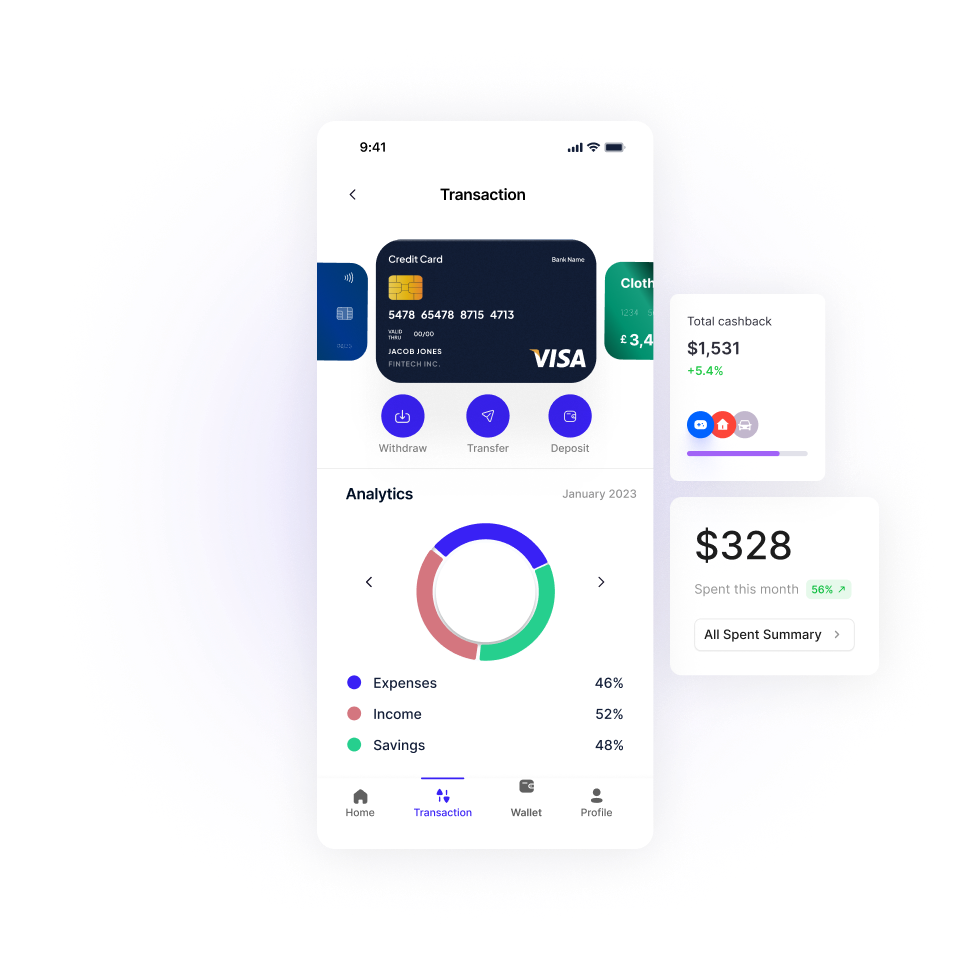 9:41
Transaction
Credit Card
Bank Name
5478 65478 8715 4713
VALID
THRU
00/00
JACOB JONES
FINTECH INC.
VISA
Cloth
1234
£ 3,4
Withdraw
Transfer
Deposit
Analytics
January 2023
Expenses 46%
Income 52%
Savings 48%
Home
Transaction
Wallet
Profile
Total cashback
$1,531
+5.4%
$328
Spent this month 56%
All Spent Summary